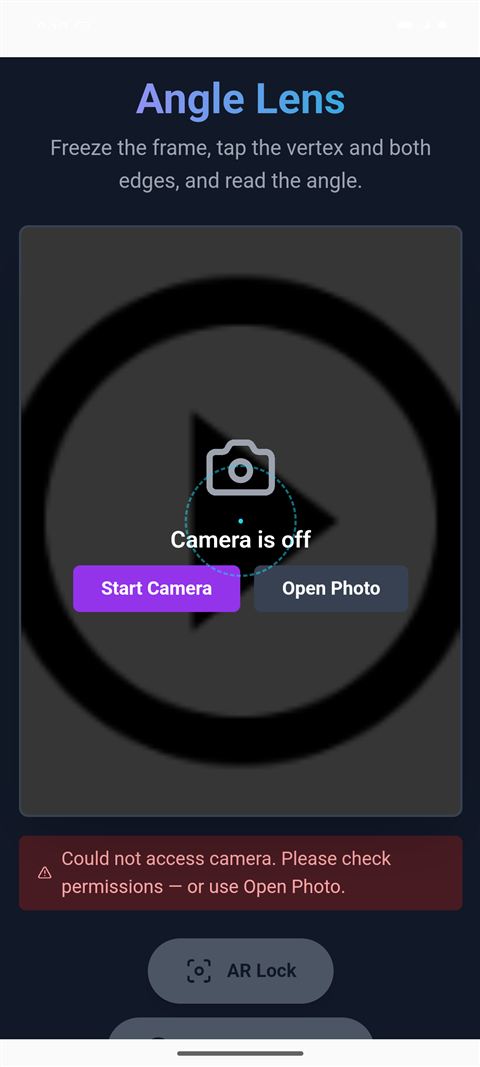 Angle Lens
Freeze the frame, tap the vertex and both
edges, and read the angle.
Camera is off
Start Camera
Open Photo
Could not access camera. Please check
permissions — or use Open Photo.
AR Lock